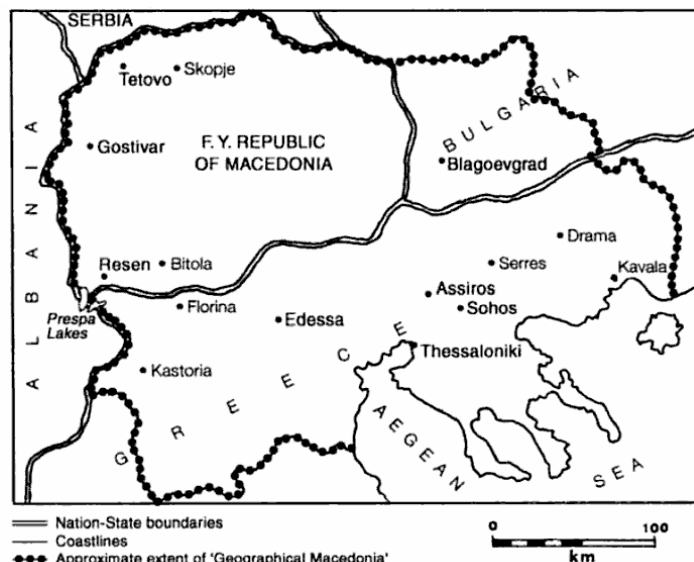 SERBIA
Tetovo
Skopje
ALBANIA
Gostivar
F.Y. REPUBLIC
OF MACEDONIA
BULGARIA
Blagoevgrad
Drama
Resen
Bitola
Serres
Kavala
Prespa
Lakes
Florina
Edessa
Assiros
Sohos
Kastoria
GREECE
Thessaloniki
AEGEAN
SEA
Nation-State boundaries
Coastlines
Approximate extent of 'Geographical Macedonia'
0 100
km